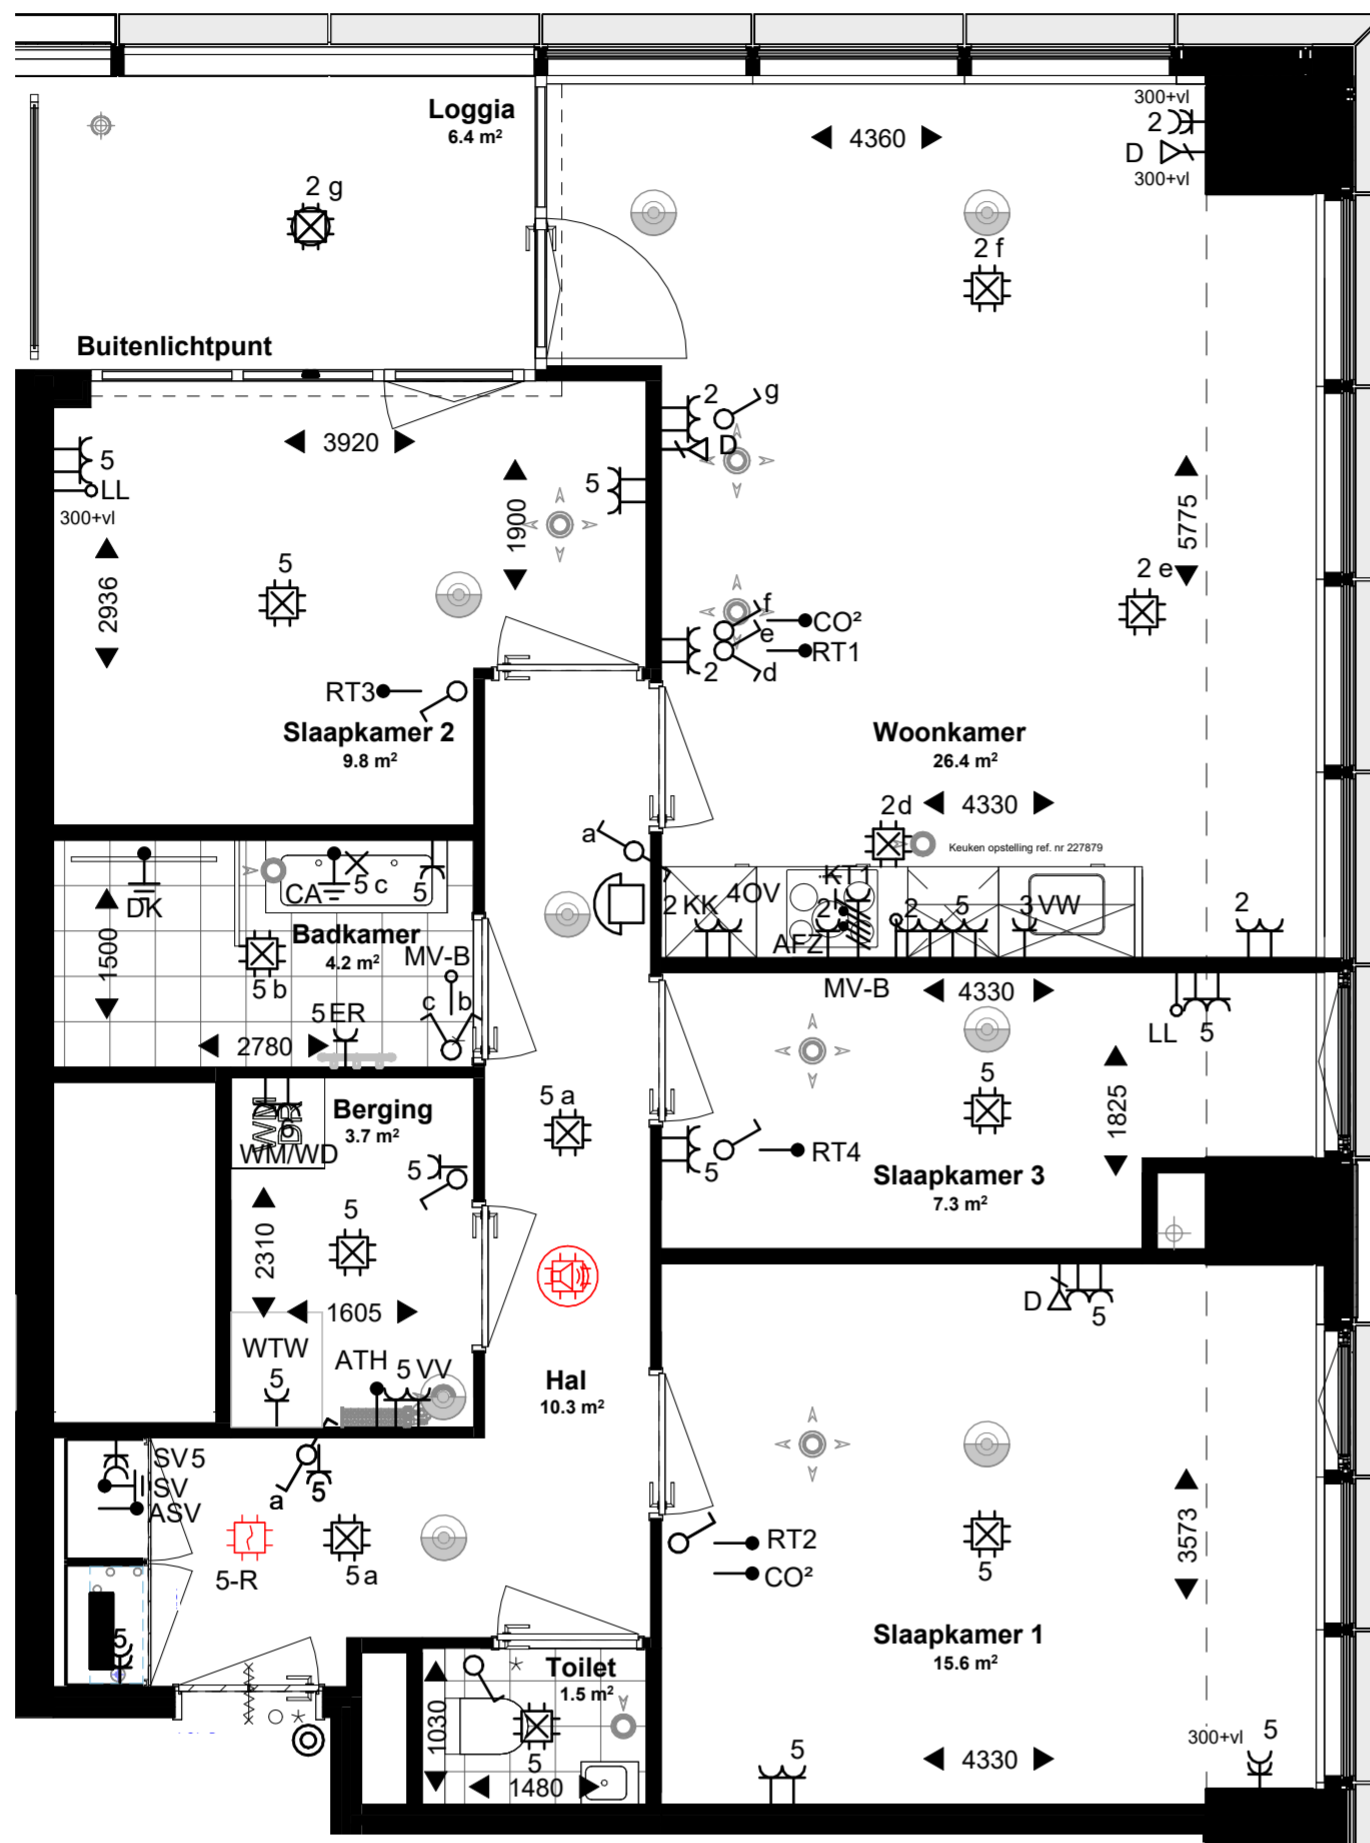 Loggia
6.4 m²
300+vl
2
D
300+vl
4360
2 g
2 f
Buitenlichtpunt
3920
5
LL
300+vl
5
1900
2936
5
2
g
D
5775
2 e
f
e
d
2
CO²
RT1
RT3
Slaapkamer 2
9.8 m²
Woonkamer
26.4 m²
4330
2d
Keuken opstelling ref. nr 227879
a
DK
CA
5 c
5
2 KK
4OV
KT1
2
AFZ
2
5
3
VW
2
1500
Badkamer
4.2 m²
MV-B
5 b
c
b
5 ER
2780
MV-B
4330
LL
5
5
1825
WM
DR
6
WM/WD
Berging
3.7 m²
5 a
5
5
RT4
Slaapkamer 3
7.3 m²
5
2310
1605
D
5
WTW
5
ATH
5 VV
Hal
10.3 m²
SV5
SV
ASV
a
5
5-R
5a
RT2
CO²
5
3573
5
Slaapkamer 1
15.6 m²
Toilet
1.5 m²
1030
5
1480
5
4330
300+vl
5